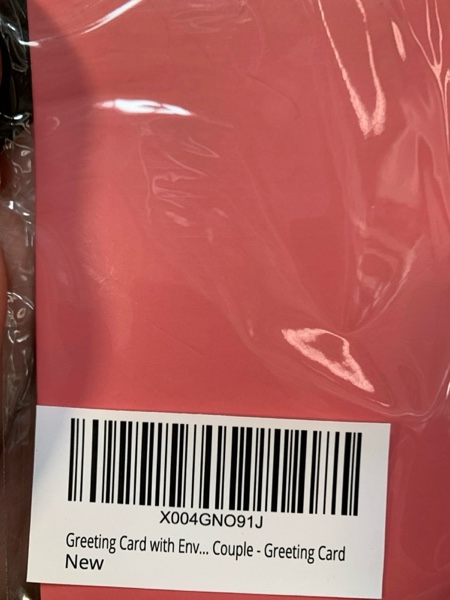 X004GNO91J
Greeting Card with Env... Couple - Greeting Card
New